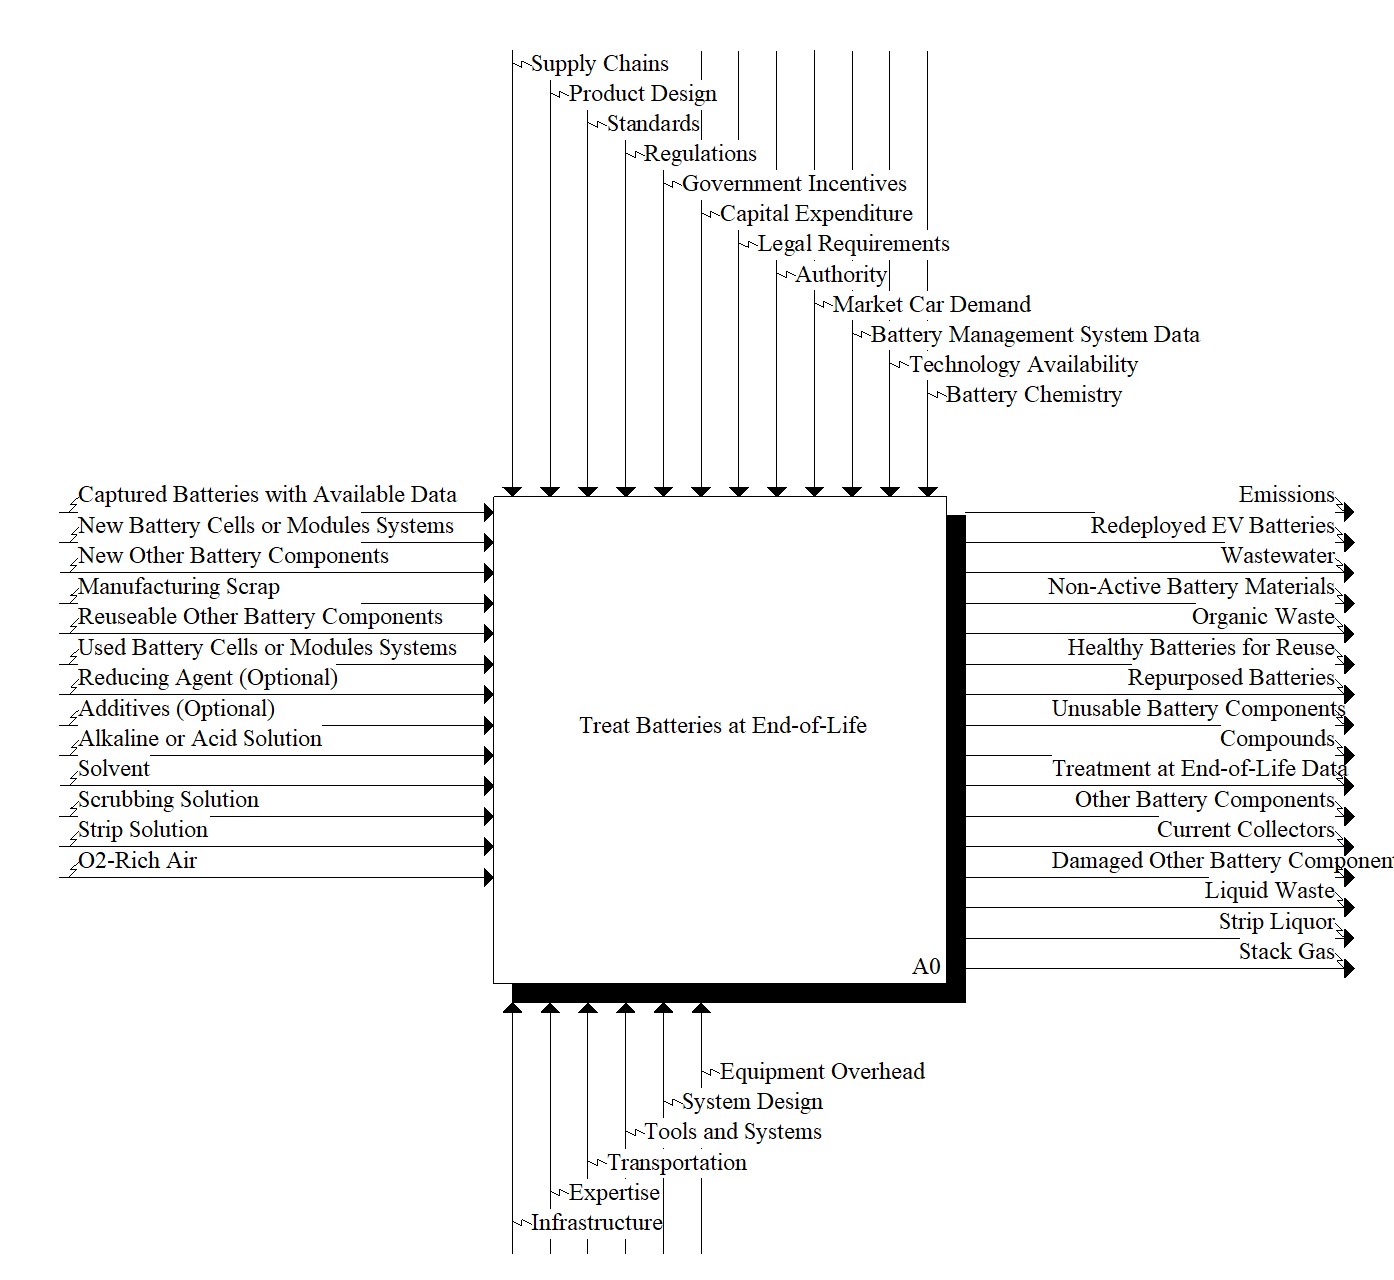 Supply Chains
Product Design
Standards
Regulations
Government Incentives
Capital Expenditure
Legal Requirements
Authority
Market Car Demand
Battery Management System Data
Technology Availability
Battery Chemistry
Captured Batteries with Available Data
New Battery Cells or Modules Systems
New Other Battery Components
Manufacturing Scrap
Reuseable Other Battery Components
Used Battery Cells or Modules Systems
Reducing Agent (Optional)
Additives (Optional)
Alkaline or Acid Solution
Solvent
Scrubbing Solution
Strip Solution
O2-Rich Air
Treat Batteries at End-of-Life
A0
Emissions
Redeployed EV Batteries
Wastewater
Non-Active Battery Materials
Organic Waste
Healthy Batteries for Reuse
Repurposed Batteries
Unusable Battery Components
Compounds
Treatment at End-of-Life Data
Other Battery Components
Current Collectors
Damaged Other Battery Componen
Liquid Waste
Strip Liquor
Stack Gas
Equipment Overhead
System Design
Tools and Systems
Transportation
Expertise
Infrastructure